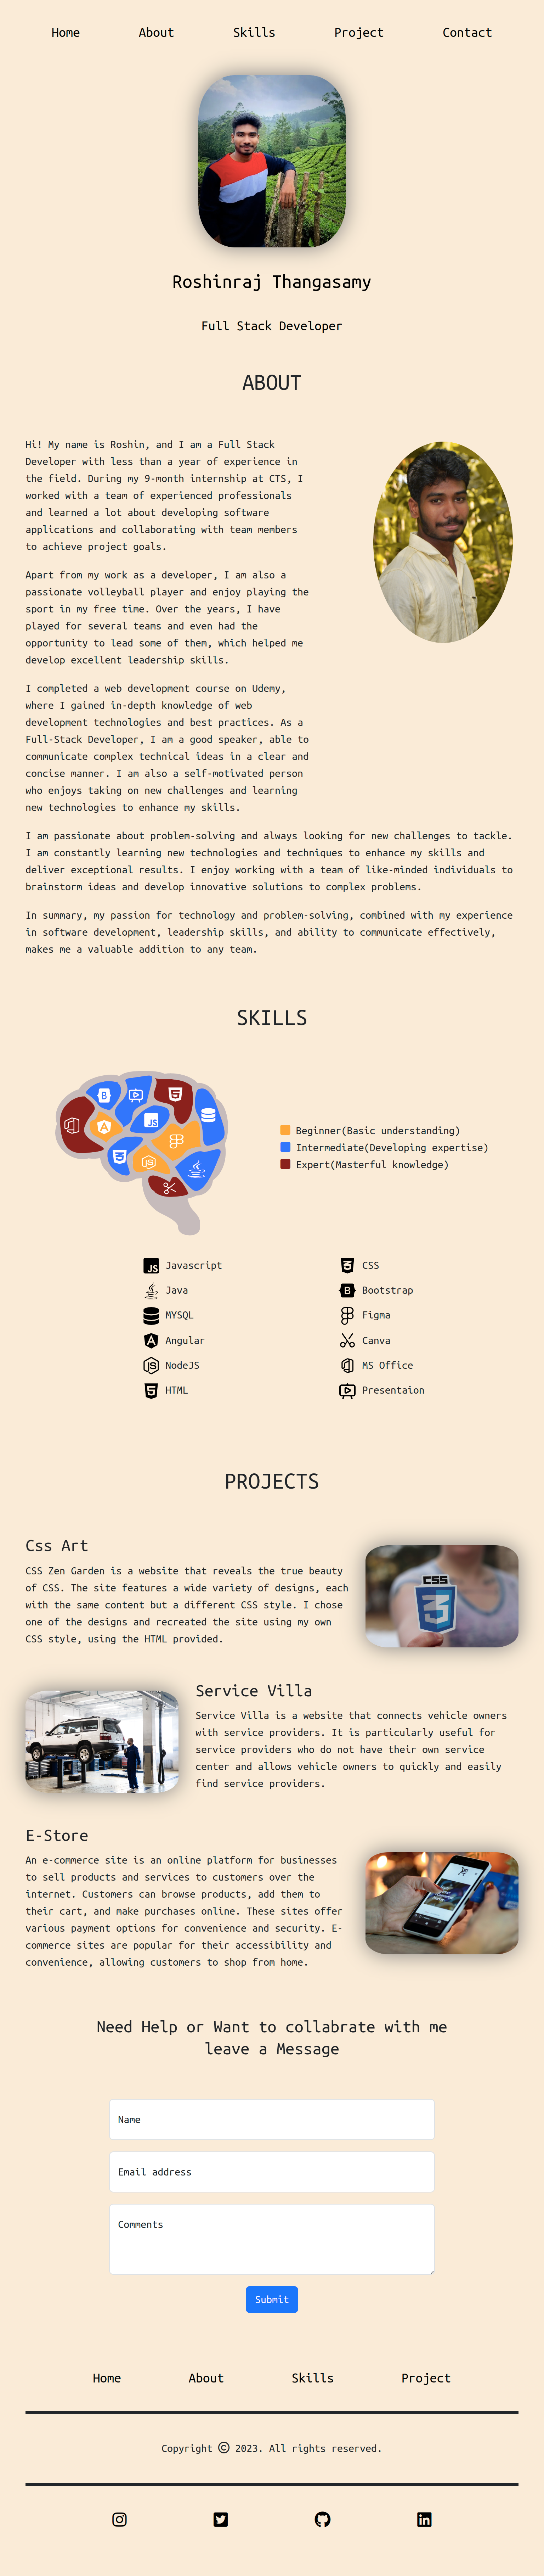 Home About Skills Project Contact
Roshinraj Thangasamy
Full Stack Developer
ABOUT
Hi! My name is Roshin, and I am a Full Stack
Developer with less than a year of experience in
the field. During my 9-month internship at CTS, I
worked with a team of experienced professionals
and learned a lot about developing software
applications and collaborating with team members
to achieve project goals.
Apart from my work as a developer, I am also a
passionate volleyball player and enjoy playing the
sport in my free time. Over the years, I have
played for several teams and even had the
opportunity to lead some of them, which helped me
develop excellent leadership skills.
I completed a web development course on Udemy,
where I gained in-depth knowledge of web
development technologies and best practices. As a
Full-Stack Developer, I am a good speaker, able to
communicate complex technical ideas in a clear and
concise manner. I am also a self-motivated person
who enjoys taking on new challenges and learning
new technologies to enhance my skills.
I am passionate about problem-solving and always looking for new challenges to tackle.
I am constantly learning new technologies and techniques to enhance my skills and
deliver exceptional results. I enjoy working with a team of like-minded individuals to
brainstorm ideas and develop innovative solutions to complex problems.
In summary, my passion for technology and problem-solving, combined with my experience
in software development, leadership skills, and ability to communicate effectively,
makes me a valuable addition to any team.
SKILLS
Beginner(Basic understanding)
Intermediate(Developing expertise)
Expert(Masterful knowledge)
Javascript
Java
MYSQL
Angular
NodeJS
HTML
CSS
Bootstrap
Figma
Canva
MS Office
Presentaion
PROJECTS
Css Art
CSS Zen Garden is a website that reveals the true beauty
of CSS. The site features a wide variety of designs, each
with the same content but a different CSS style. I chose
one of the designs and recreated the site using my own
CSS style, using the HTML provided.
CSS
3
Service Villa
Service Villa is a website that connects vehicle owners
with service providers. It is particularly useful for
service providers who do not have their own service
center and allows vehicle owners to quickly and easily
find service providers.
E-Store
An e-commerce site is an online platform for businesses
to sell products and services to customers over the
internet. Customers can browse products, add them to
their cart, and make purchases online. These sites offer
various payment options for convenience and security. E-
commerce sites are popular for their accessibility and
convenience, allowing customers to shop from home.
Need Help or Want to collabrate with me
leave a Message
Name
Email address
Comments
Submit
Home About Skills Project
Copyright © 2023. All rights reserved.